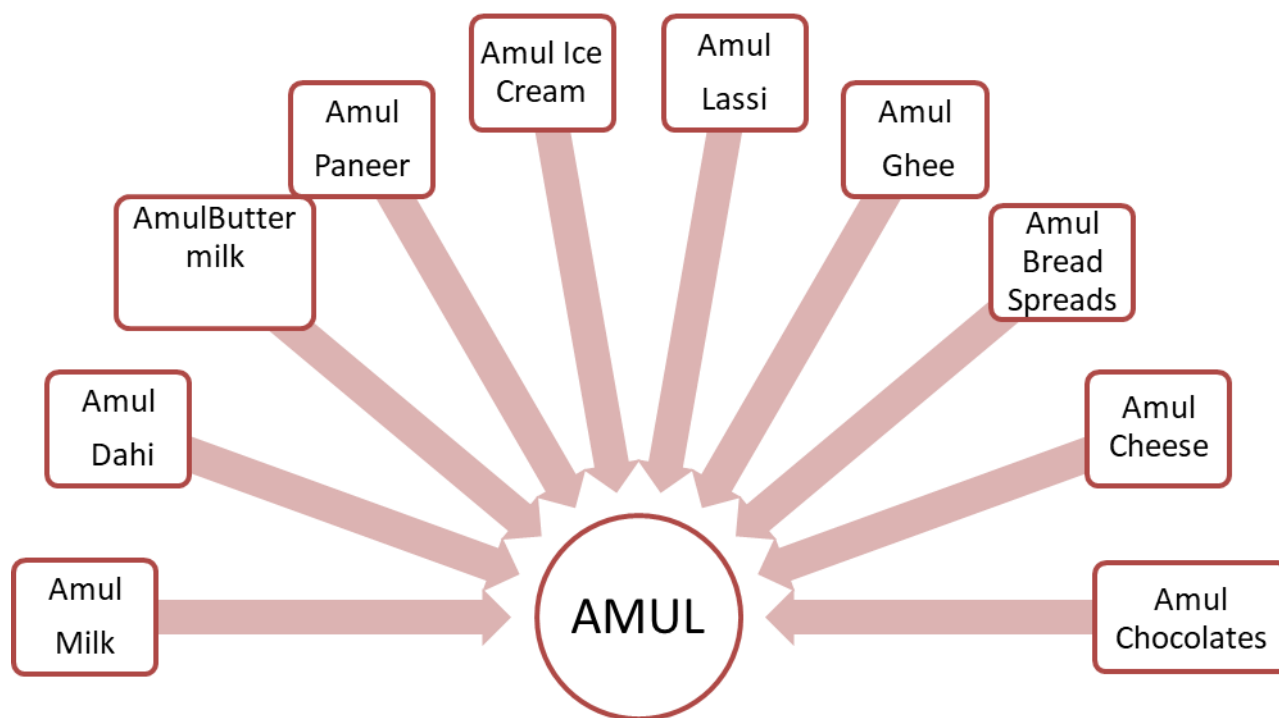 Amul Ice
Cream
Amul
Lassi
Amul
Paneer
Amul
Ghee
AmulButter
milk
Amul
Bread
Spreads
Amul
Dahi
Amul
Cheese
Amul
Milk
AMUL
Amul
Chocolates